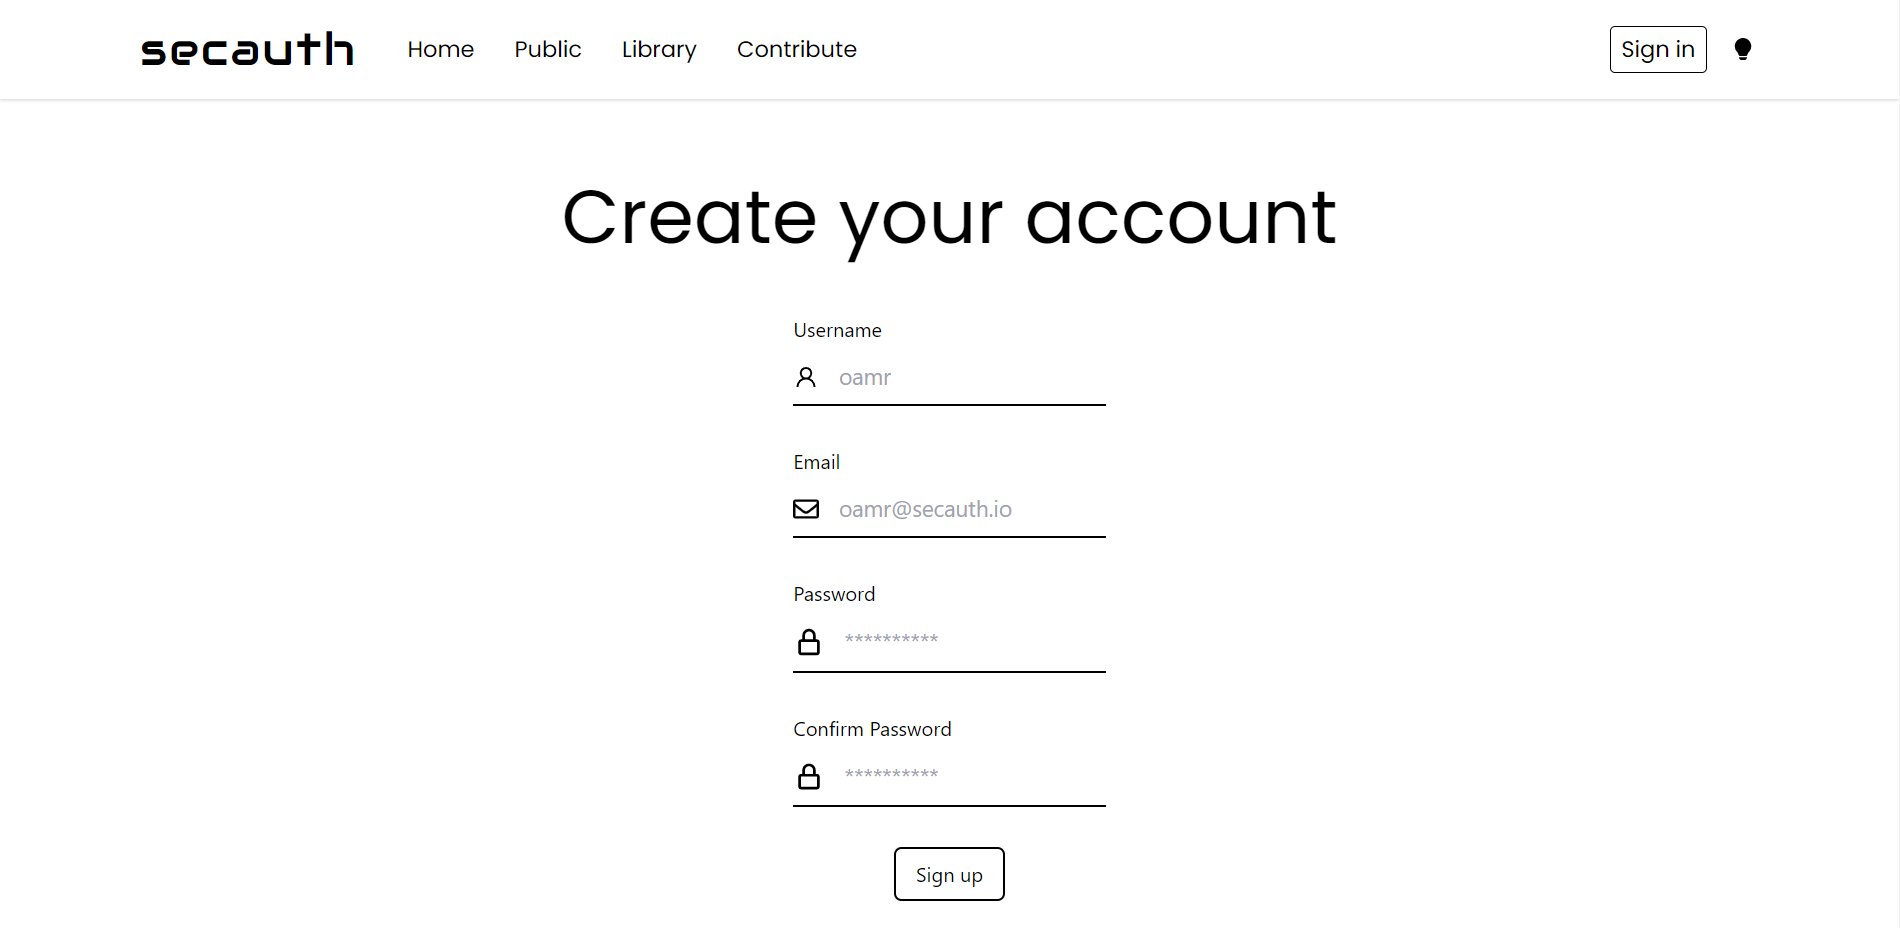 secauth Home Public Library Contribute Sign in
Create your account
Username
oamr
Email
oamr@secauth.io
Password
**********
Confirm Password
**********
Sign up